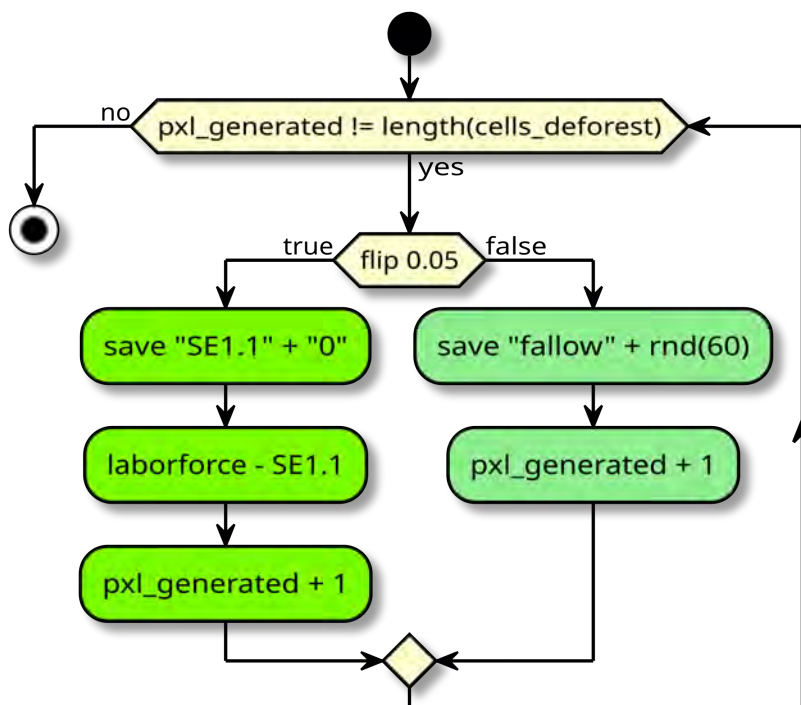 no
pxl_generated != length(cells_deforest)
yes
true
flip 0.05
false
save "SE1.1" + "0"
save "fallow" + rnd(60)
laborforce - SE1.1
pxl_generated + 1
pxl_generated + 1